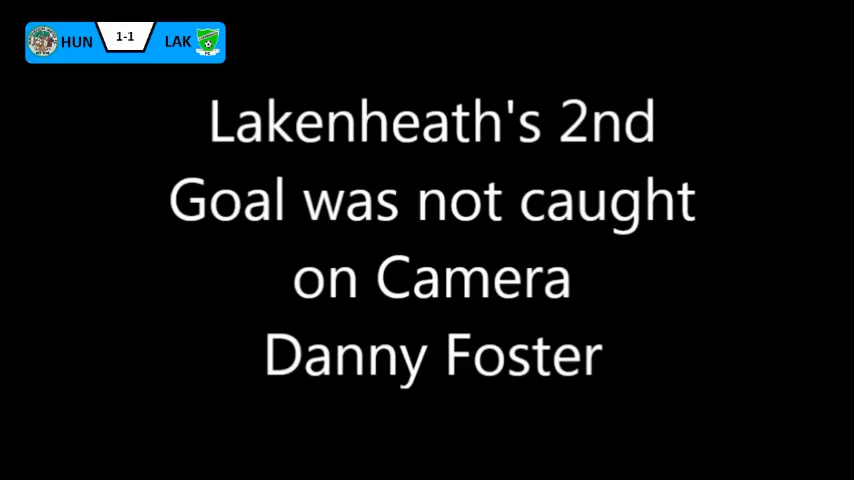 HUN 1-1 LAK
Lakenheath's 2nd
Goal was not caught
on Camera
Danny Foster